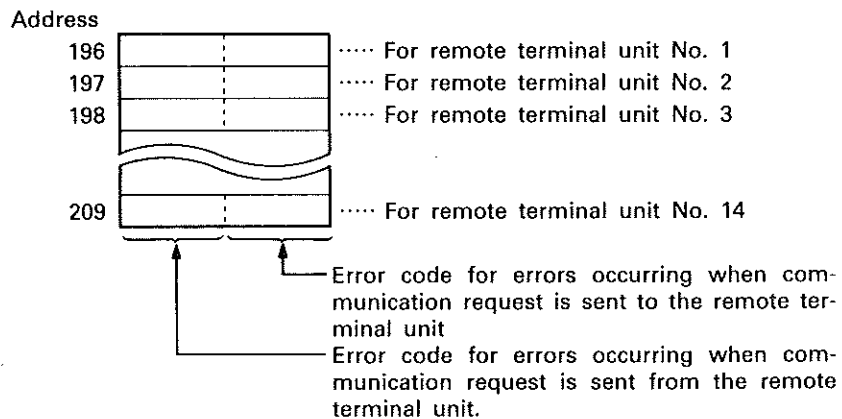 Address
196 ····· For remote terminal unit No. 1
197 ····· For remote terminal unit No. 2
198 ····· For remote terminal unit No. 3
209 ····· For remote terminal unit No. 14
Error code for errors occurring when com-
munication request is sent to the remote ter-
minal unit
Error code for errors occurring when com-
munication request is sent from the remote
terminal unit.